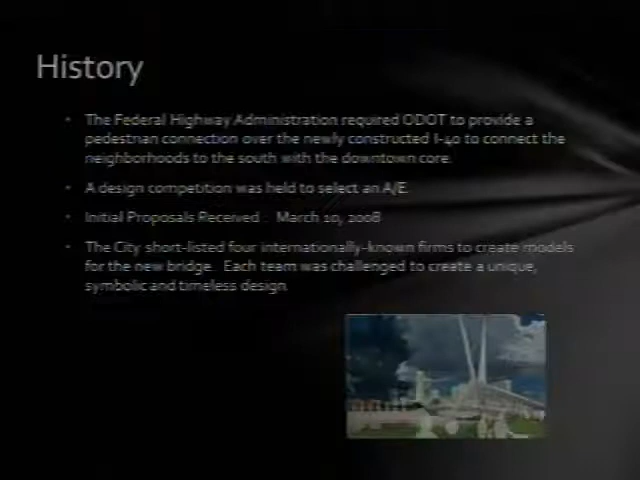 History
The Federal Highway Administration required ODOT to provide a
pedestrian connection over the newly constructed I-40 to connect the
neighborhoods to the south with the downtown core.
A design competition was held to select an A/E.
Initial Proposals Received : March 10, 2008
The City short-listed four internationally-known firms to create models
for the new bridge. Each team was challenged to create a unique,
symbolic and timeless design.